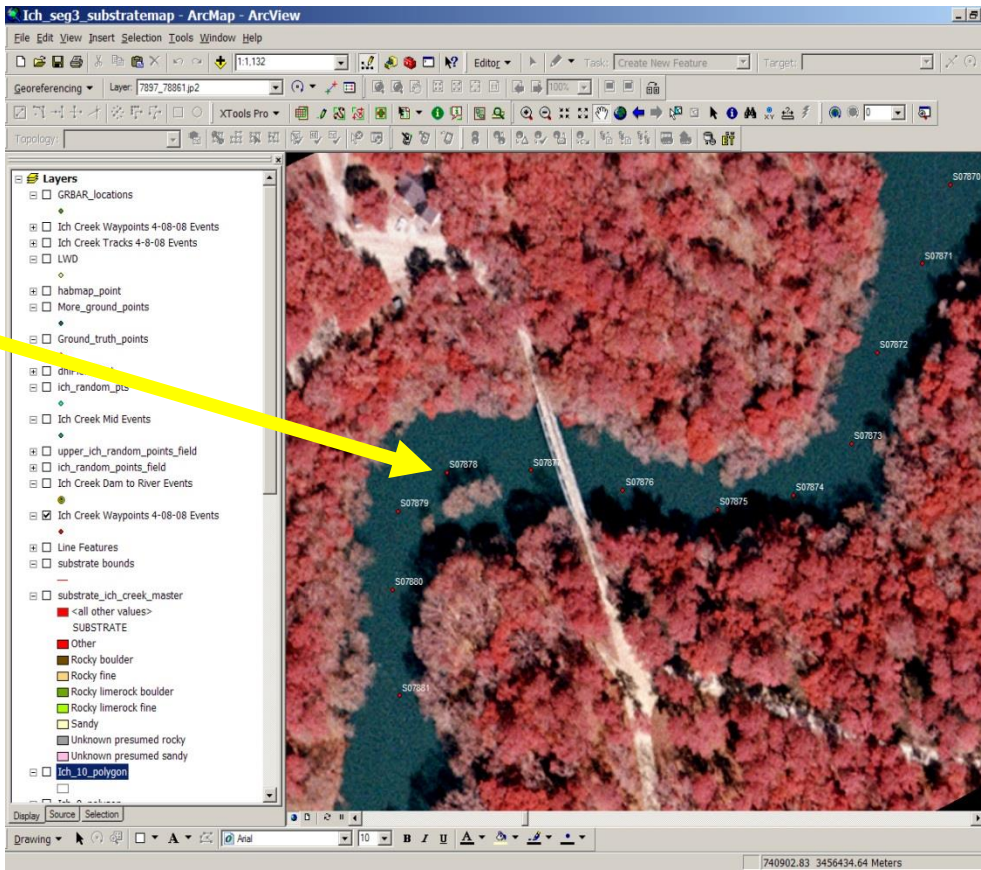 Ich_seg3_substratemap - ArcMap - ArcView
File Edit View Insert Selection Tools Window Help
1:1,132 Editor Task: Create New Feature Target:
Georeferencing Layer: 7897_78861.jp2 100%
XTools Pro 0
Topology:
Layers
GRBAR_locations
Ich Creek Waypoints 4-08-08 Events
Ich Creek Tracks 4-8-08 Events
LWD
habmap_point
More_ground_points
Ground_truth_points
ich_random_pts
Ich Creek Mid Events
upper_ich_random_points_field
ich_random_points_field
Ich Creek Dam to River Events
Ich Creek Waypoints 4-08-08 Events
Line Features
substrate bounds
substrate_ich_creek_master
<all other values>
SUBSTRATE
Other
Rocky boulder
Rocky fine
Rocky limerock boulder
Rocky limerock fine
Sandy
Unknown presumed rocky
Unknown presumed sandy
Ich_10_polygon
Display Source Selection
S07870
S07871
S07872
S07873
S07874
S07875
S07876
S07877
S07878
S07879
S07880
S07881
Drawing A Arial 10 B I U A
740902.83 3456434.64 Meters